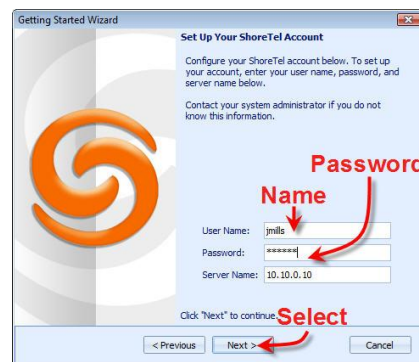 Getting Started Wizard
Set Up Your ShoreTel Account
Configure your ShoreTel account below. To set up
your account, enter your user name, password, and
server name below.
Contact your system administrator if you do not
know this information.
Password
Name
User Name: jmills
Password: ******
Server Name: 10.10.0.10
Click "Next" to continue.
Select
< Previous Next > Cancel